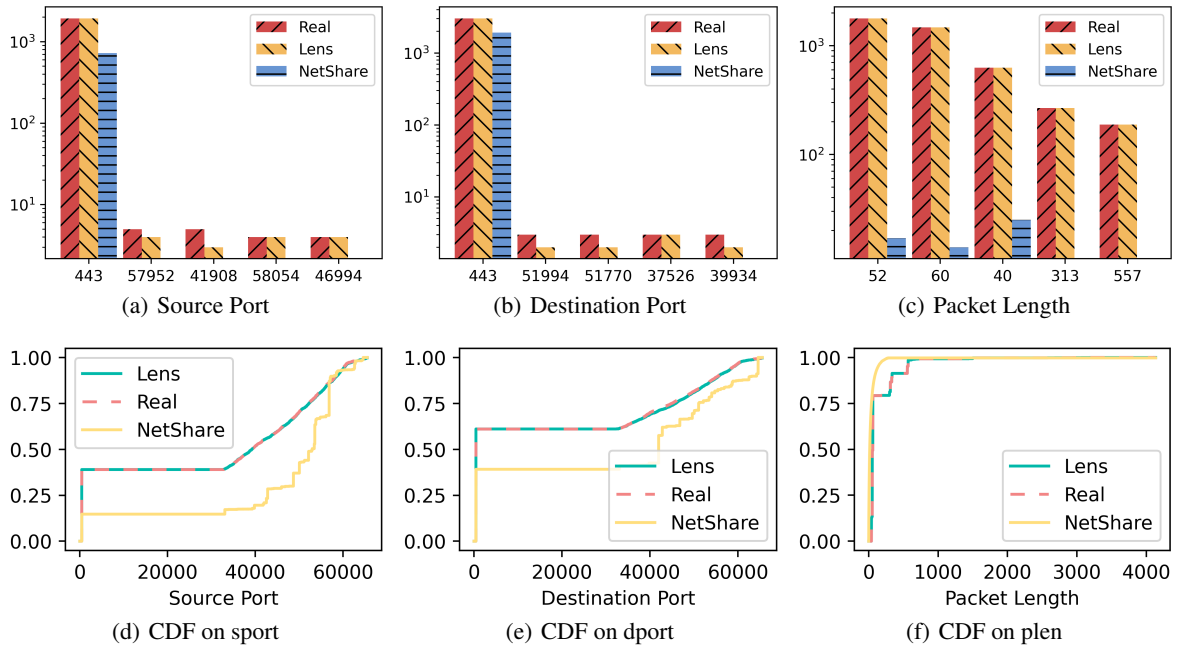 10³
10²
10¹
Real
Lens
NetShare
443 57952 41908 58054 46994
(a) Source Port
10³
10²
10¹
Real
Lens
NetShare
443 51994 51770 37526 39934
(b) Destination Port
10³
10²
Real
Lens
NetShare
52 60 40 313 557
(c) Packet Length
1.00
0.75
0.50
0.25
0.00
Lens
Real
NetShare
0 20000 40000 60000
Source Port
(d) CDF on sport
1.00
0.75
0.50
0.25
0.00
Lens
Real
NetShare
0 20000 40000 60000
Destination Port
(e) CDF on dport
1.00
0.75
0.50
0.25
0.00
Lens
Real
NetShare
0 1000 2000 3000 4000
Packet Length
(f) CDF on plen